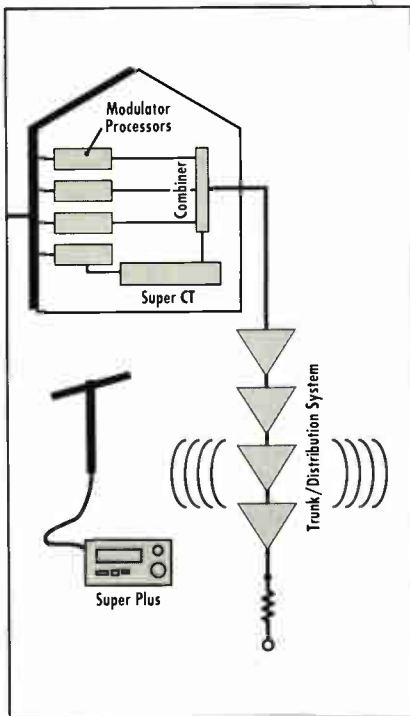 Modulator
Processors
Combiner
Super CT
Trunk/Distribution System
Super Plus